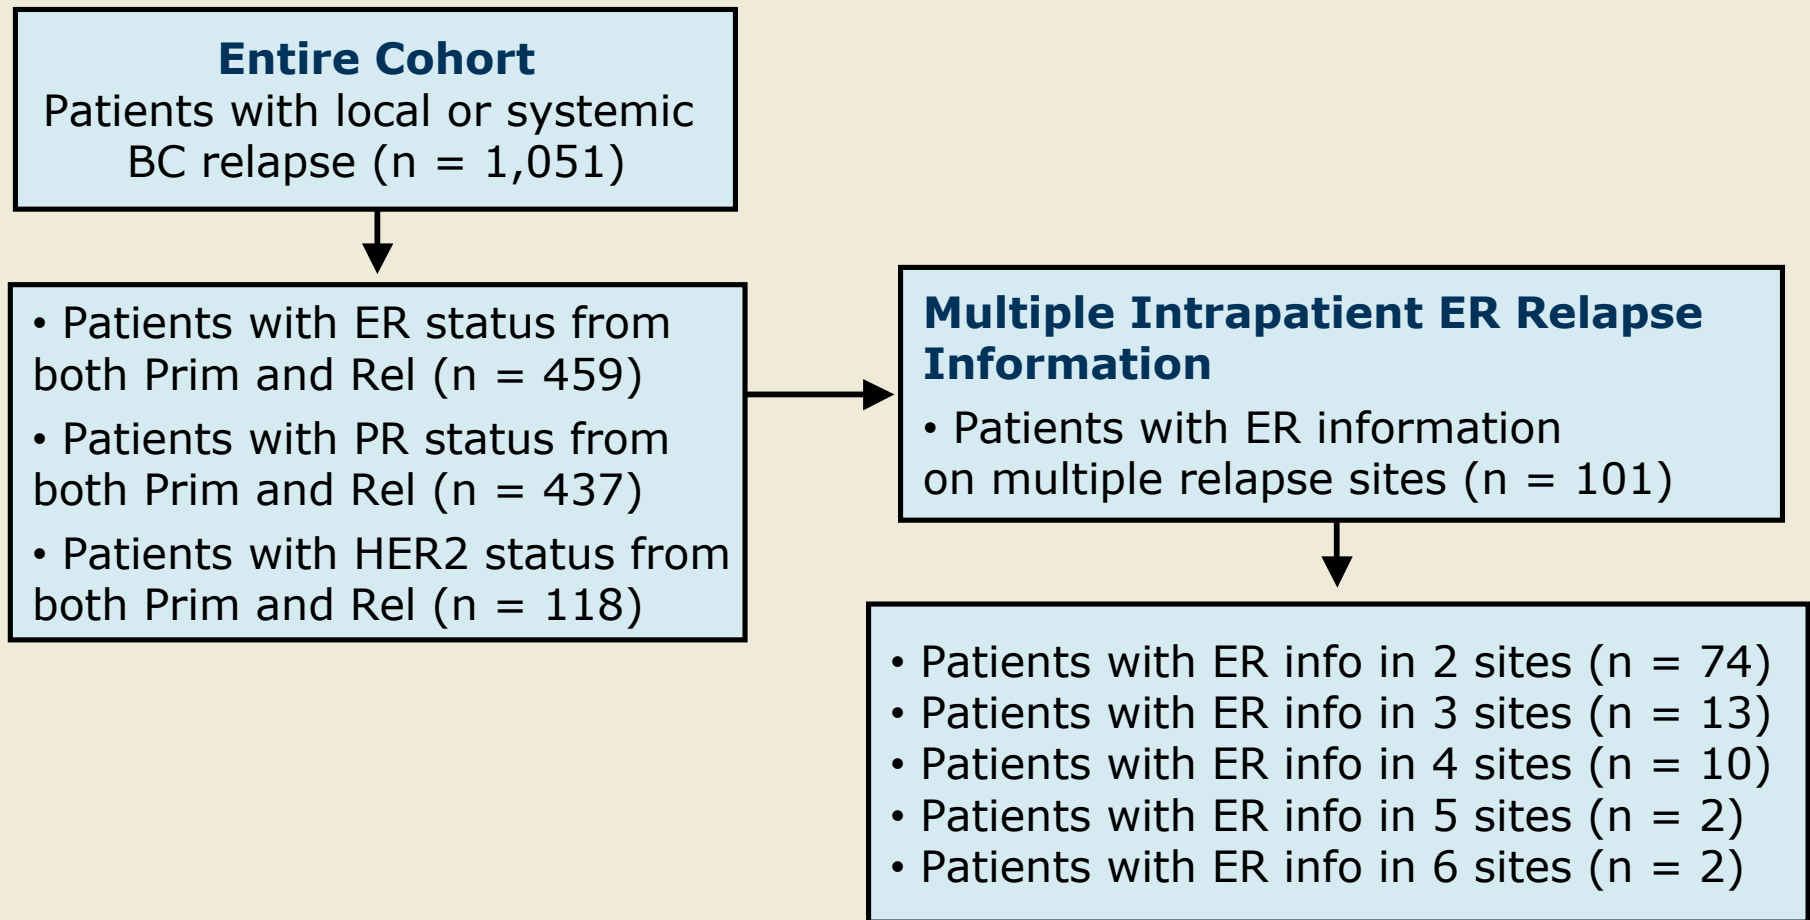 Entire Cohort
Patients with local or systemic
BC relapse (n = 1,051)
• Patients with ER status from
both Prim and Rel (n = 459)
• Patients with PR status from
both Prim and Rel (n = 437)
• Patients with HER2 status from
both Prim and Rel (n = 118)
Multiple Intrapatient ER Relapse
Information
• Patients with ER information
on multiple relapse sites (n = 101)
• Patients with ER info in 2 sites (n = 74)
• Patients with ER info in 3 sites (n = 13)
• Patients with ER info in 4 sites (n = 10)
• Patients with ER info in 5 sites (n = 2)
• Patients with ER info in 6 sites (n = 2)